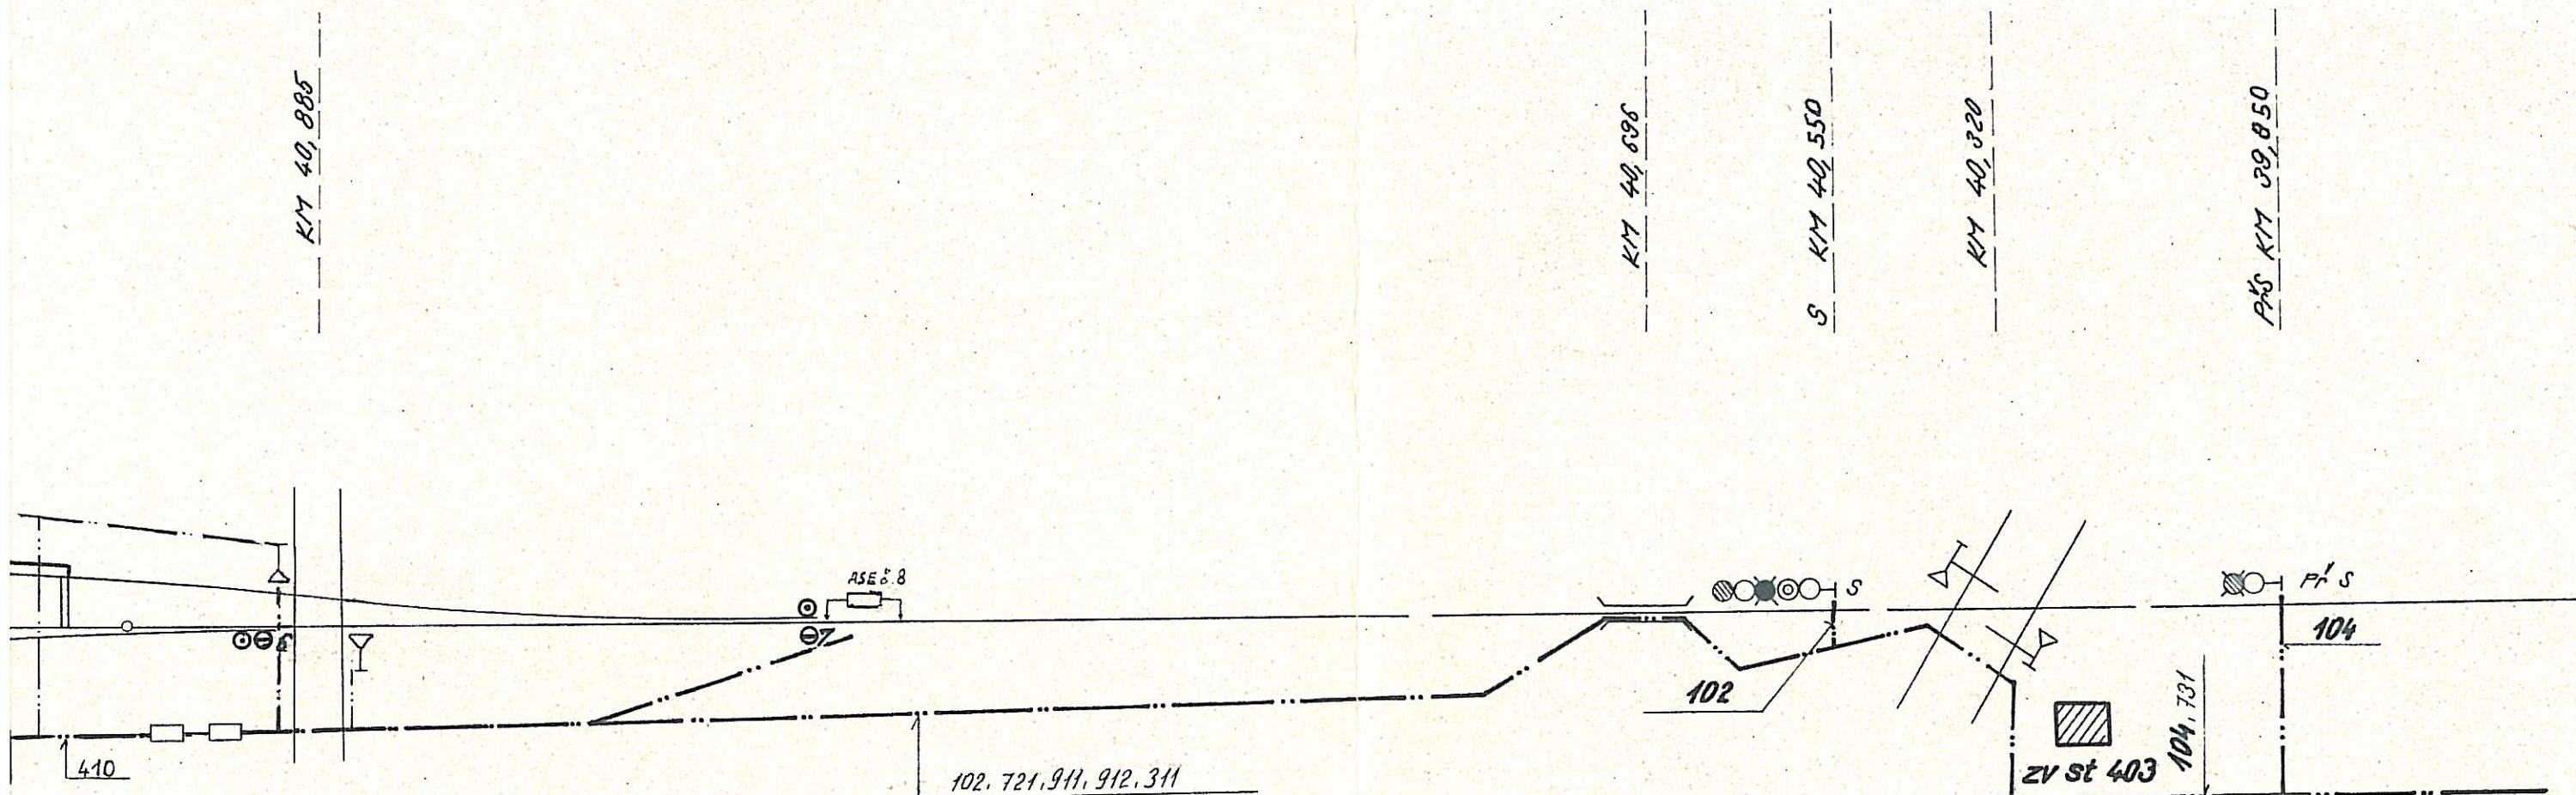 KM 40,885
KM 40,696
S KM 40,550
KM 40,320
PřS KM 39,850
ASE č.8
S
Př S
104
102
410
102.721.911.912.311
zv st 403
104.731